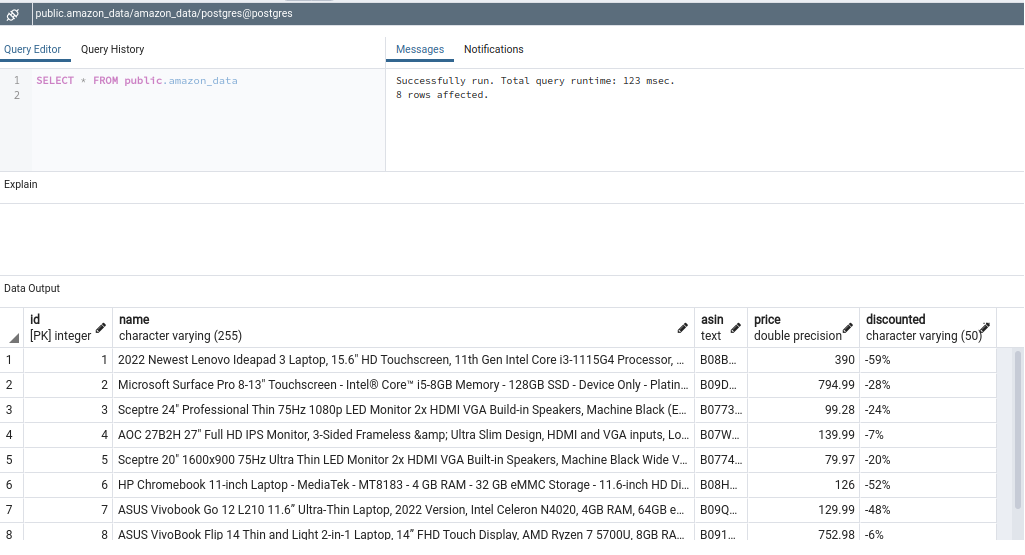 public.amazon_data/amazon_data/postgres@postgres
Query Editor Query History
Messages Notifications
1 SELECT * FROM public.amazon_data
2
Successfully run. Total query runtime: 123 msec.
8 rows affected.
Explain
Data Output
id name asin price discounted
[PK] integer character varying (255) text double precision character varying (50)
1 1 2022 Newest Lenovo Ideapad 3 Laptop, 15.6" HD Touchscreen, 11th Gen Intel Core i3-1115G4 Processor, … B08B… 390 -59%
2 2 Microsoft Surface Pro 8-13" Touchscreen - Intel® Core™ i5-8GB Memory - 128GB SSD - Device Only - Platin… B09D… 794.99 -28%
3 3 Sceptre 24" Professional Thin 75Hz 1080p LED Monitor 2x HDMI VGA Build-in Speakers, Machine Black (E… B0773… 99.28 -24%
4 4 AOC 27B2H 27" Full HD IPS Monitor, 3-Sided Frameless &amp; Ultra Slim Design, HDMI and VGA inputs, Lo… B07W… 139.99 -7%
5 5 Sceptre 20" 1600x900 75Hz Ultra Thin LED Monitor 2x HDMI VGA Built-in Speakers, Machine Black Wide V… B0774… 79.97 -20%
6 6 HP Chromebook 11-inch Laptop - MediaTek - MT8183 - 4 GB RAM - 32 GB eMMC Storage - 11.6-inch HD Di… B08H… 126 -52%
7 7 ASUS Vivobook Go 12 L210 11.6” Ultra-Thin Laptop, 2022 Version, Intel Celeron N4020, 4GB RAM, 64GB e… B09Q… 129.99 -48%
8 8 ASUS VivoBook Flip 14 Thin and Light 2-in-1 Laptop, 14” FHD Touch Display, AMD Ryzen 7 5700U, 8GB RA… B091… 752.98 -6%